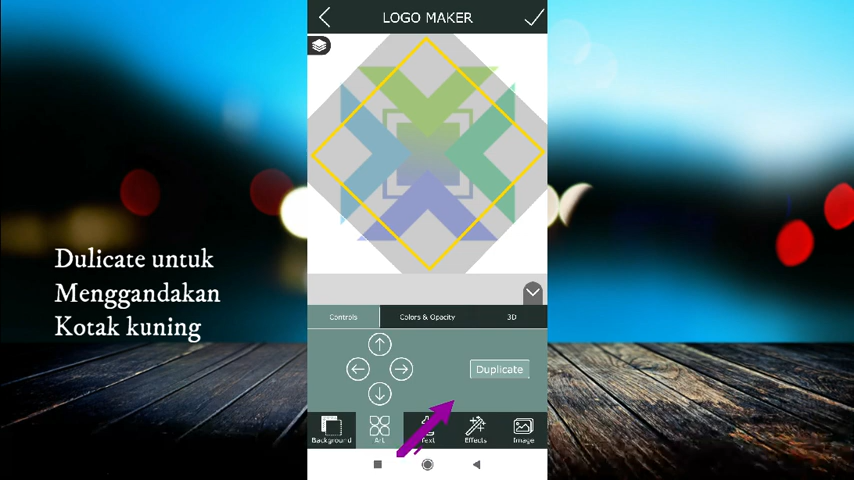 LOGO MAKER
Dulicate untuk
Menggandakan
Kotak kuning
Controls
Colors & Opacity
3D
Duplicate
Background
Art
Text
Effects
Image